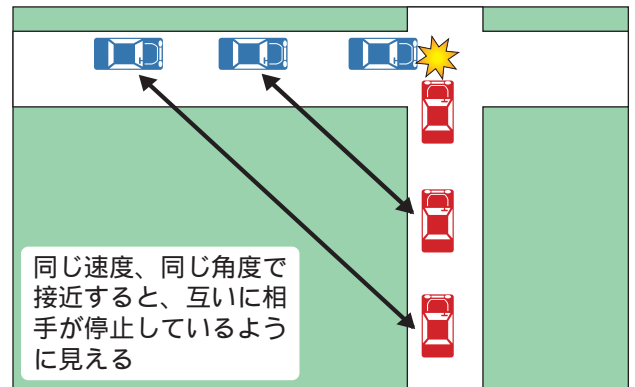 同じ速度、同じ角度で
接近すると、互いに相
手が停止しているよう
に見える